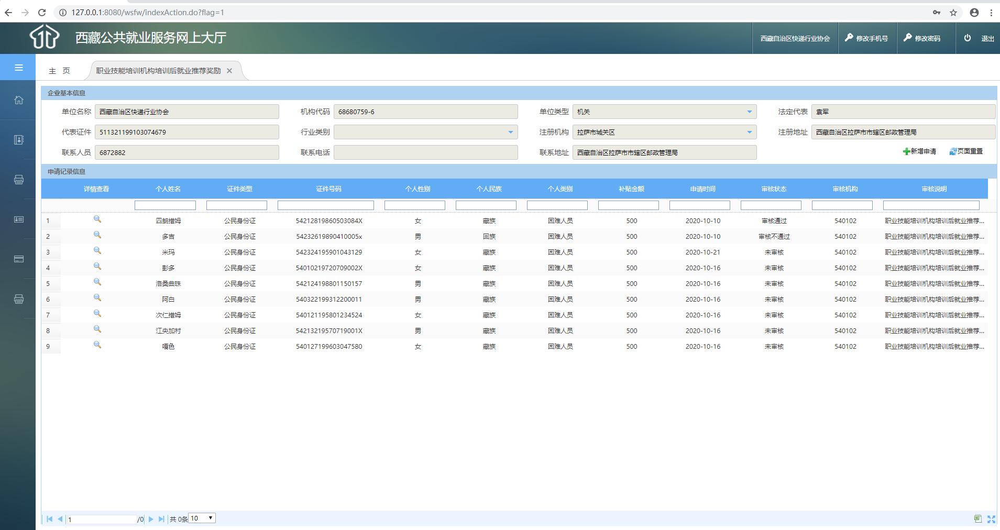 127.0.0.1:8080/wsfw/indexAction.do?flag=1
西藏公共就业服务网上大厅
西藏自治区快递行业协会 修改手机号 修改密码 退出
主 页 职业技能培训机构培训后就业推荐奖励
企业基本信息
单位名称 西藏自治区快递行业协会 机构代码 68680759-6 单位类型 机关 法定代表 袁军
代表证件 511321199103074679 行业类别 注册机构 拉萨市城关区 注册地址 西藏自治区拉萨市市辖区邮政管理局
联系人员 6872882 联系电话 联系地址 西藏自治区拉萨市市辖区邮政管理局 新增申请 页面重置
申请记录信息
详情查看 个人姓名 证件类型 证件号码 个人性别 个人民族 个人类别 补贴金额 申请时间 审核状态 审核机构 审核说明
1 四朗措姆 公民身份证 54212819860503084X 女 藏族 困难人员 500 2020-10-10 审核通过 540102 职业技能培训机构培训后就业推荐...
2 多吉 公民身份证 54232619890410005x 男 回族 困难人员 500 2020-10-10 审核不通过 540102 职业技能培训机构培训后就业推荐...
3 米玛 公民身份证 542324195901043129 女 藏族 困难人员 500 2020-10-21 未审核 540102 职业技能培训机构培训后就业推荐...
4 彭多 公民身份证 54010219720709002X 女 藏族 困难人员 500 2020-10-16 未审核 540102 职业技能培训机构培训后就业推荐...
5 洛桑曲珠 公民身份证 542124198801150157 男 藏族 困难人员 500 2020-10-16 未审核 540102 职业技能培训机构培训后就业推荐...
6 阿白 公民身份证 540322199312200011 男 藏族 困难人员 500 2020-10-16 未审核 540102 职业技能培训机构培训后就业推荐...
7 次仁措姆 公民身份证 540121195801234524 女 藏族 困难人员 500 2020-10-16 未审核 540102 职业技能培训机构培训后就业推荐...
8 江央加村 公民身份证 54213219570719001X 男 藏族 困难人员 500 2020-10-16 未审核 540102 职业技能培训机构培训后就业推荐...
9 嘎色 公民身份证 540127199603047580 女 藏族 困难人员 500 2020-10-16 未审核 540102 职业技能培训机构培训后就业推荐...
1 /0 共 0条 10